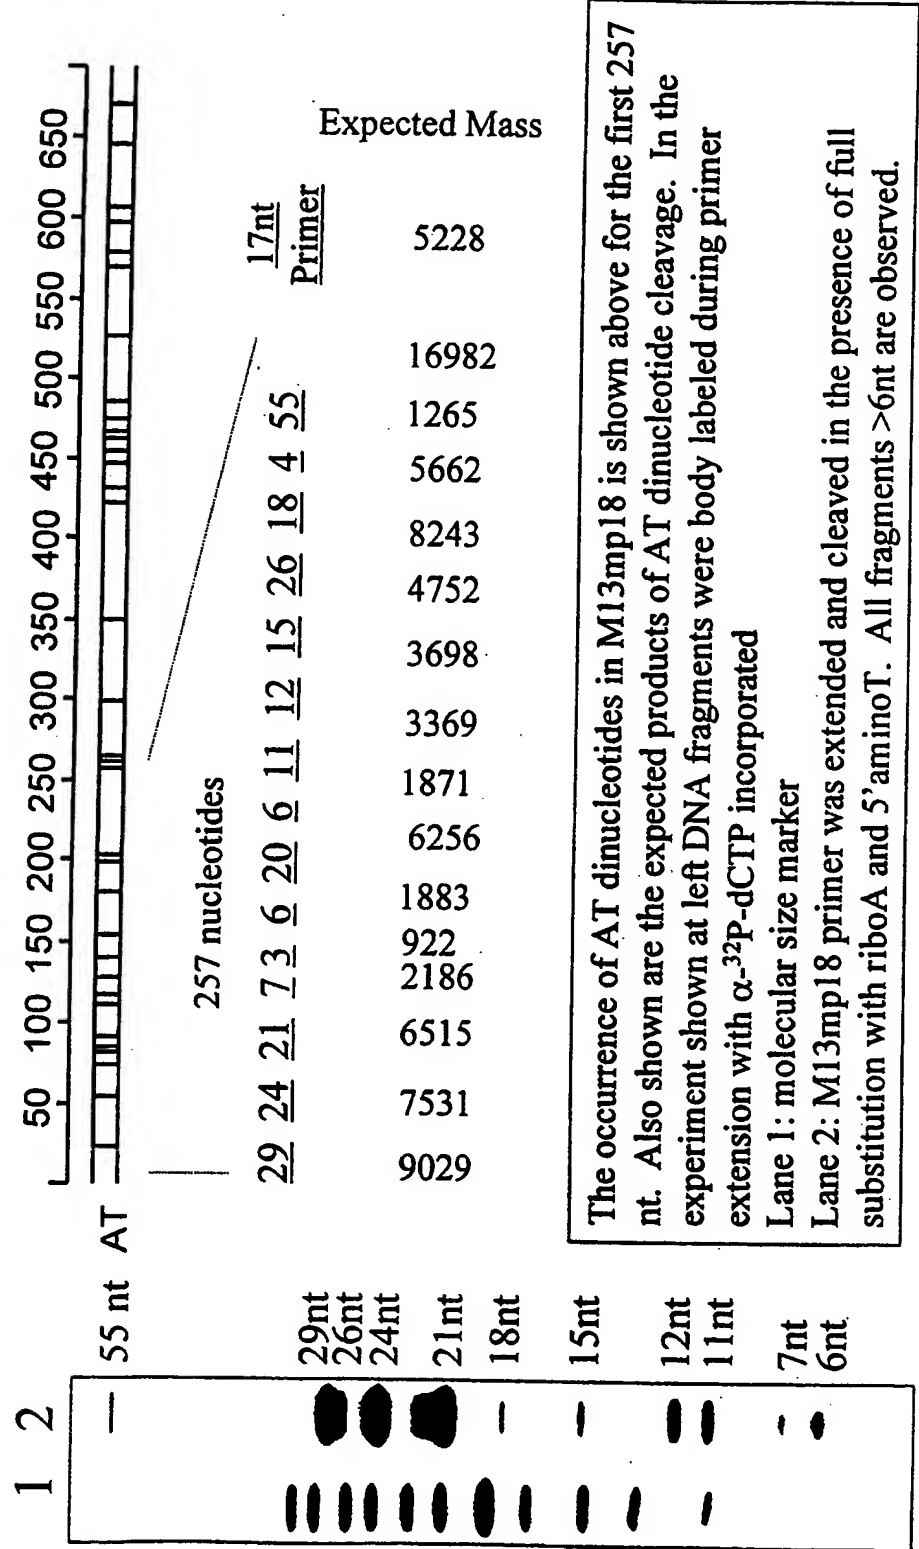 1 2
55 nt
29nt
26nt
24nt
21nt
18nt
15nt
12nt
11nt
7nt
6nt
50 100 150 200 250 300 350 400 450 500 550 600 650
AT
257 nucleotides
29 24 21 7 3 6 20 6 11 12 15 26 18 4 55
17nt
Primer
Expected Mass
9029 7531 6515 2186 922 1883 6256 1871 3369 3698 4752 8243 5662 1265 16982 5228
The occurrence of AT dinucleotides in M13mp18 is shown above for the first 257
nt. Also shown are the expected products of AT dinucleotide cleavage. In the
experiment shown at left DNA fragments were body labeled during primer
extension with α-³²P-dCTP incorporated
Lane 1: molecular size marker
Lane 2: M13mp18 primer was extended and cleaved in the presence of full
substitution with riboA and 5'aminoT. All fragments >6nt are observed.